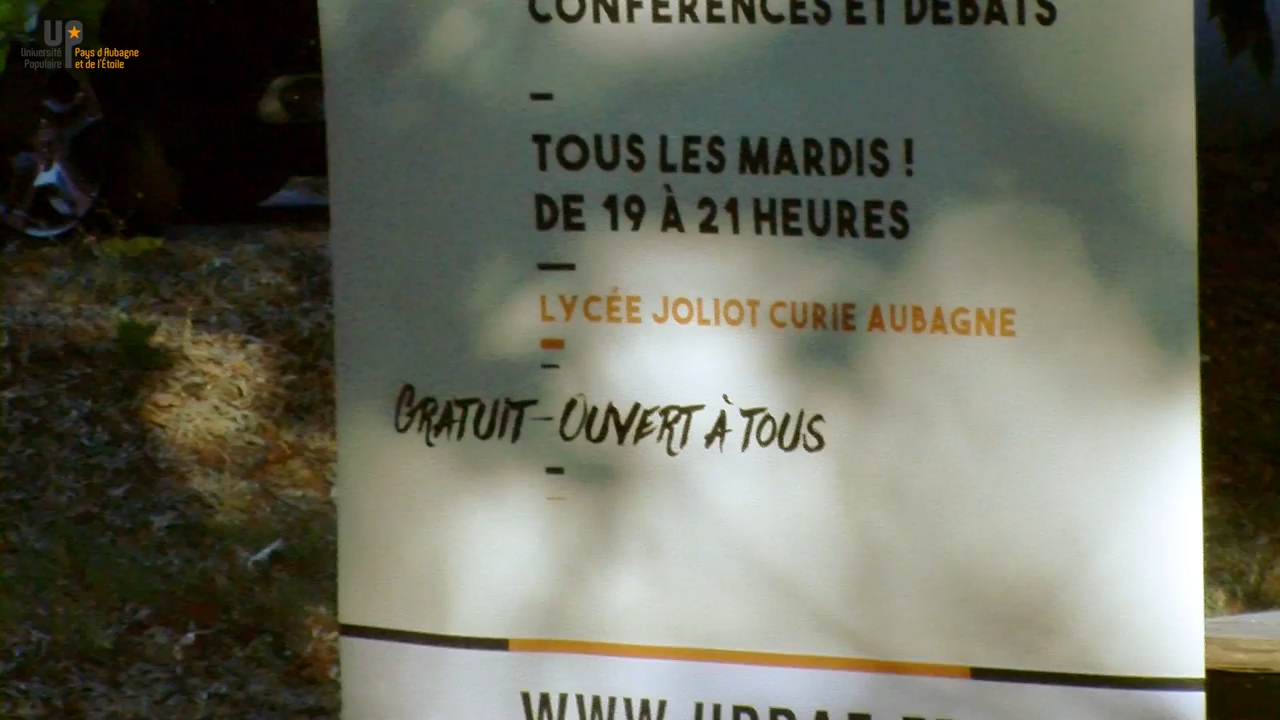 UP
Université Populaire
Pays d'Aubagne et de l'Étoile
CONFÉRENCES ET DÉBATS
TOUS LES MARDIS !
DE 19 À 21 HEURES
LYCÉE JOLIOT CURIE AUBAGNE
GRATUIT - OUVERT À TOUS